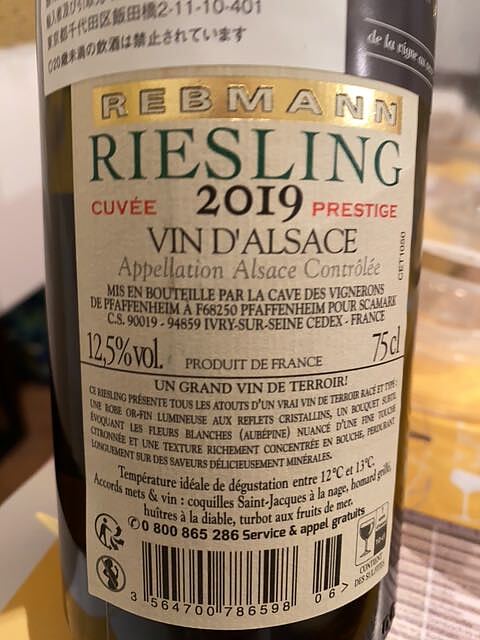 東京都千代田区飯田橋2-11-10-401
◎20歳未満の飲酒は禁止されています
de la vigne au
REBMANN
RIESLING
CUVÉE 2019 PRESTIGE
VIN D'ALSACE
Appellation Alsace Contrôlée
CET1080
MIS EN BOUTEILLE PAR LA CAVE DES VIGNERONS
DE PFAFFENHEIM À F68250 PFAFFENHEIM POUR SCAMARK
C.S. 90019 - 94859 IVRY-SUR-SEINE CEDEX - FRANCE
12,5% vol. PRODUIT DE FRANCE 75 cl
UN GRAND VIN DE TERROIR!
CE RIESLING PRÉSENTE TOUS LES ATOUTS D'UN VRAI VIN DE TERROIR RACÉ ET TYPÉ :
UNE ROBE OR-FIN LUMINEUSE AUX REFLETS CRISTALLINS, UN BOUQUET SUBTIL
ÉVOQUANT LES FLEURS BLANCHES (AUBÉPINE) NUANCÉ D'UNE FINE TOUCHE
CITRONNÉE ET UNE TEXTURE RICHEMENT CONCENTRÉE EN BOUCHE, PERDURANT
LONGUEMENT SUR DES SAVEURS DÉLICIEUSEMENT MINÉRALES.
Température idéale de dégustation entre 12°C et 13°C.
Accords mets & vin : coquilles Saint-Jacques à la nage, homard grillé,
huîtres à la diable, turbot aux fruits de mer.
✆ 0 800 865 286 Service & appel gratuits
CONTIENT
DES SULFITES
3 564700 786598 06>